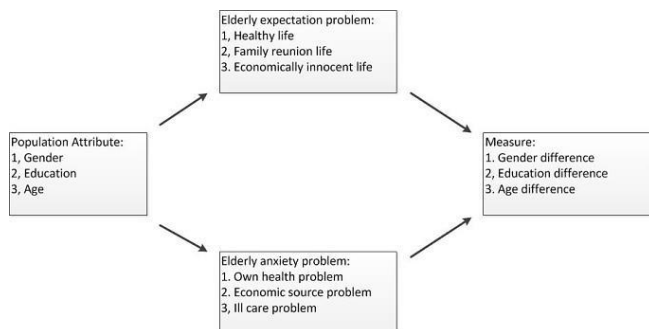 Elderly expectation problem:
1, Healthy life
2, Family reunion life
3. Economically innocent life
Population Attribute:
1, Gender
2, Education
3, Age
Measure:
1. Gender difference
2, Education difference
3. Age difference
Elderly anxiety problem:
1. Own health problem
2. Economic source problem
3, Ill care problem